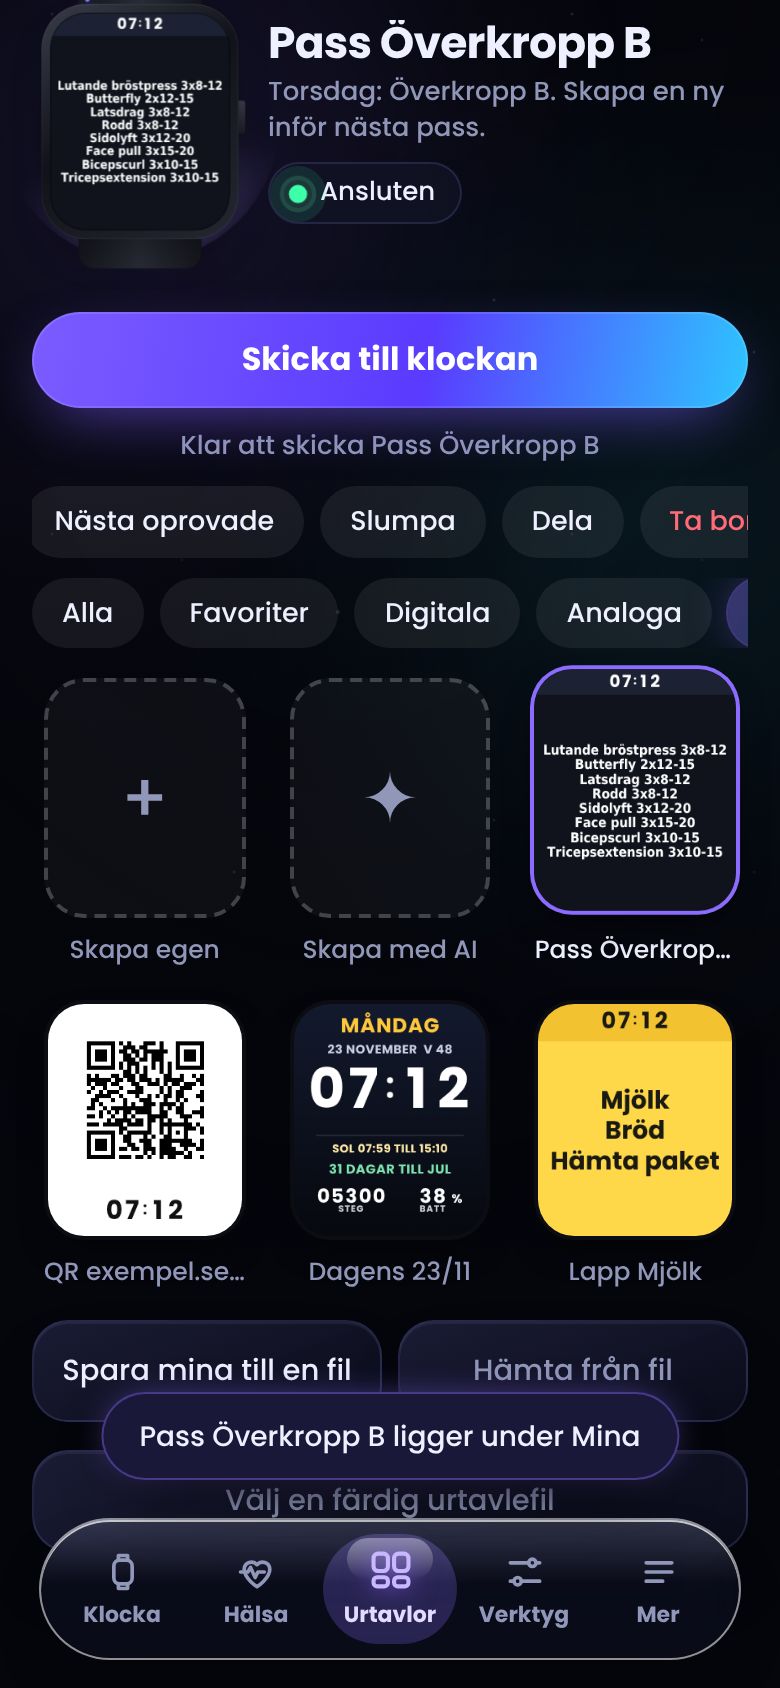 07:12
Lutande bröstpress 3x8-12
Butterfly 2x12-15
Latsdrag 3x8-12
Rodd 3x8-12
Sidolyft 3x12-20
Face pull 3x15-20
Bicepscurl 3x10-15
Tricepsextension 3x10-15
Pass Överkropp B
Torsdag: Överkropp B. Skapa en ny
inför nästa pass.
Ansluten
Skicka till klockan
Klar att skicka Pass Överkropp B
Nästa oprovade
Slumpa
Dela
Ta bor
Alla
Favoriter
Digitala
Analoga
Skapa egen
Skapa med AI
07:12
Lutande bröstpress 3x8-12
Butterfly 2x12-15
Latsdrag 3x8-12
Rodd 3x8-12
Sidolyft 3x12-20
Face pull 3x15-20
Bicepscurl 3x10-15
Tricepsextension 3x10-15
Pass Överkrop...
07:12
QR exempel.se...
MÅNDAG
23 NOVEMBER V 48
07:12
SOL 07:59 TILL 15:10
31 DAGAR TILL JUL
05300 38 %
STEG BATT
Dagens 23/11
07:12
Mjölk
Bröd
Hämta paket
Lapp Mjölk
Spara mina till en fil
Hämta från fil
Pass Överkropp B ligger under Mina
Välj en färdig urtavlefil
Klocka
Hälsa
Urtavlor
Verktyg
Mer